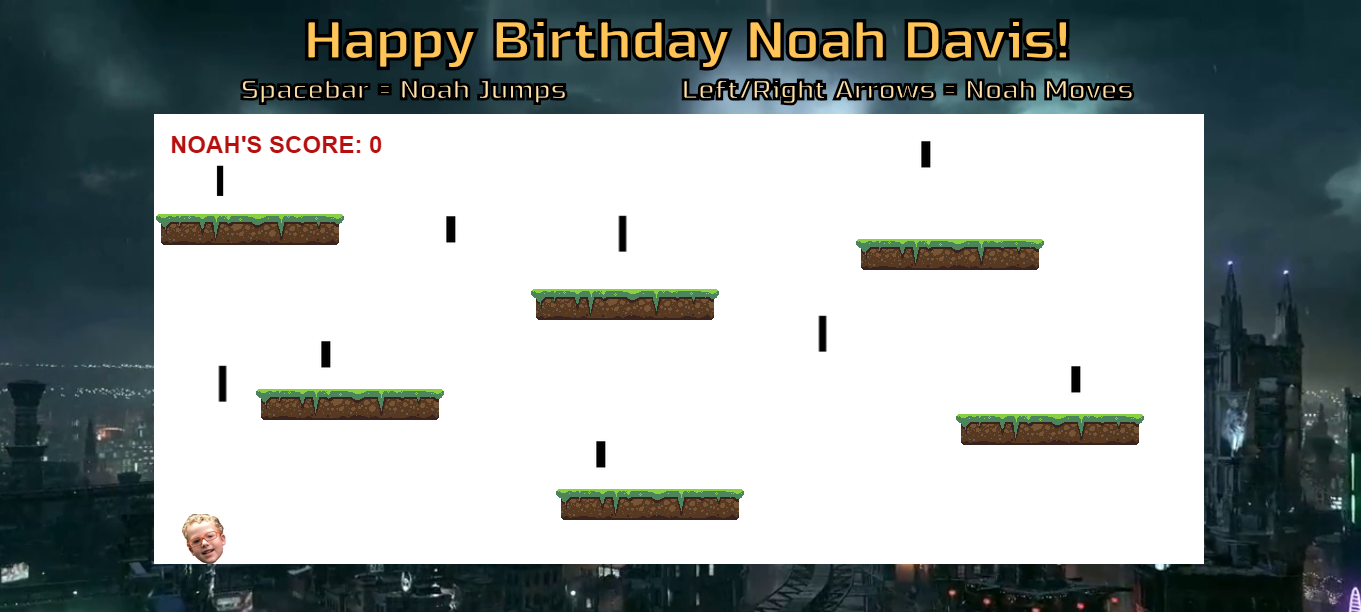 Happy Birthday Noah Davis!
Spacebar = Noah Jumps Left/Right Arrows = Noah Moves
NOAH'S SCORE: 0